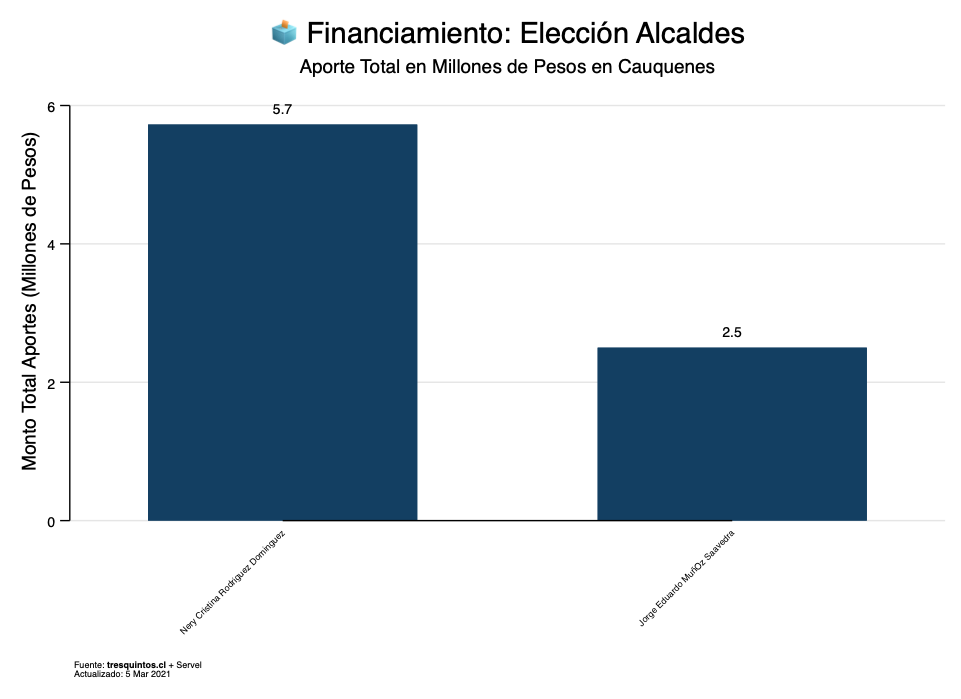 Financiamiento: Elección Alcaldes
Aporte Total en Millones de Pesos en Cauquenes
Monto Total Aportes (Millones de Pesos)
6
4
2
0
5.7
2.5
Nery Cristina Rodriguez Dominguez
Jorge Eduardo MuñOz Saavedra
Fuente: tresquintos.cl + Servel
Actualizado: 5 Mar 2021